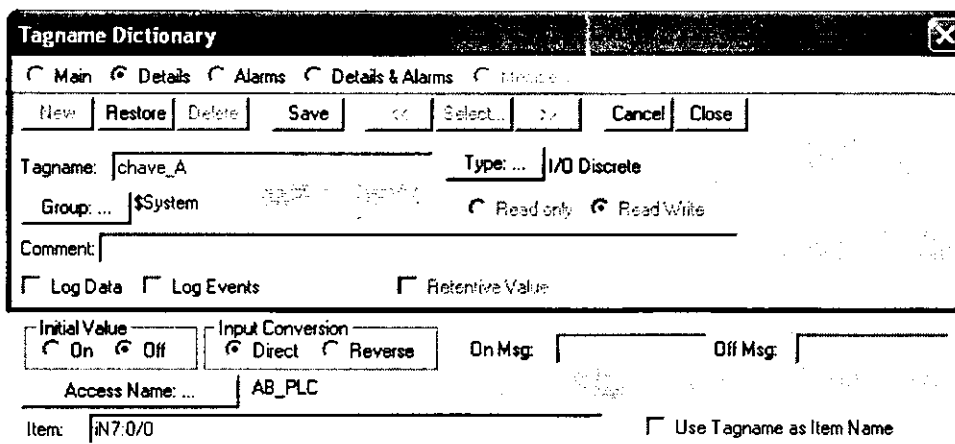 Tagname Dictionary
Main Details Alarms Details & Alarms
New Restore Delete Save << Select... >> Cancel Close
Tagname: chave_A Type: ... I/O Discrete
Group: ... $System Read only Read Write
Comment:
Log Data Log Events Retentive Value
Initial Value Input Conversion
On Off Direct Reverse On Msg: Off Msg:
Access Name: ... AB_PLC
Item: iN7:0/0 Use Tagname as Item Name